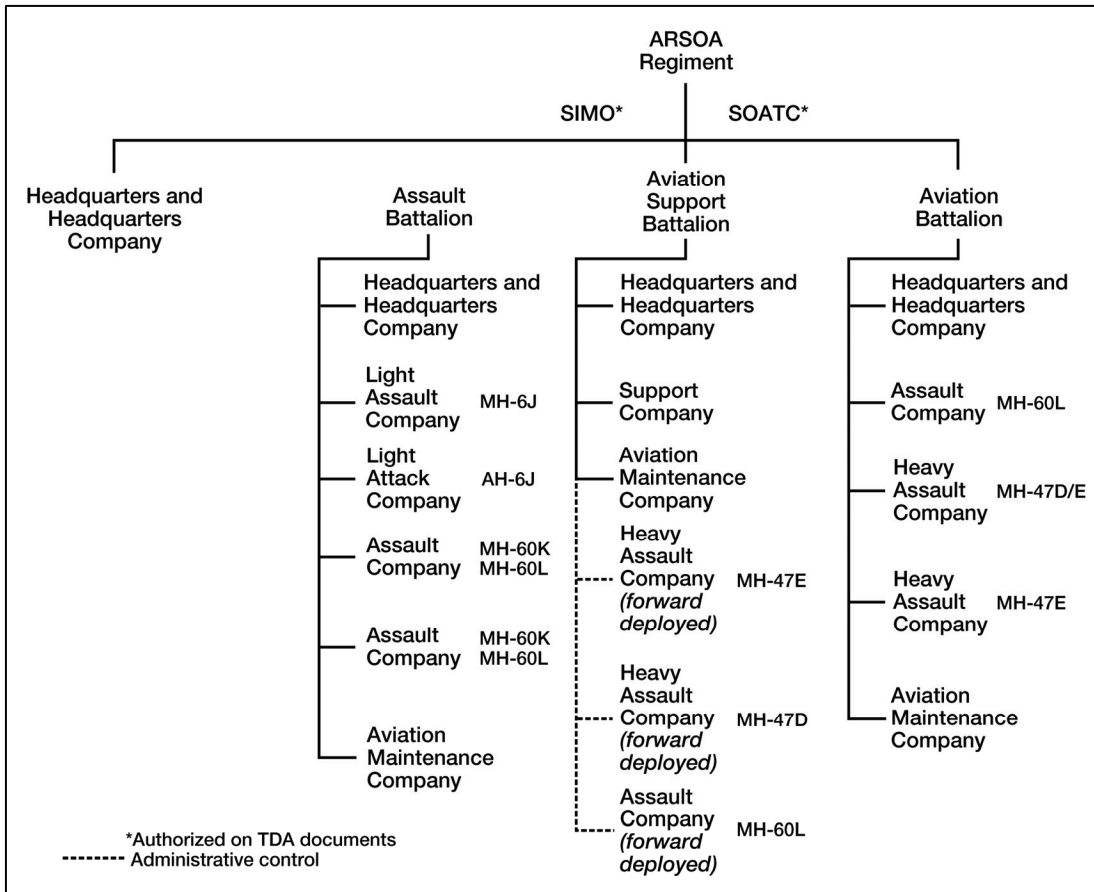 ARSOA
Regiment
SIMO*
SOATC*
Headquarters and
Headquarters
Company
Assault
Battalion
Headquarters and
Headquarters
Company
Light
Assault
Company
MH-6J
Light
Attack
Company
AH-6J
Assault
Company
MH-60K
MH-60L
Assault
Company
MH-60K
MH-60L
Aviation
Maintenance
Company
Aviation
Support
Battalion
Headquarters and
Headquarters
Company
Support
Company
Aviation
Maintenance
Company
Heavy
Assault
Company
(forward
deployed)
MH-47E
Heavy
Assault
Company
(forward
deployed)
MH-47D
Assault
Company
(forward
deployed)
MH-60L
Aviation
Battalion
Headquarters and
Headquarters
Company
Assault
Company
MH-60L
Heavy
Assault
Company
MH-47D/E
Heavy
Assault
Company
MH-47E
Aviation
Maintenance
Company
*Authorized on TDA documents
Administrative control